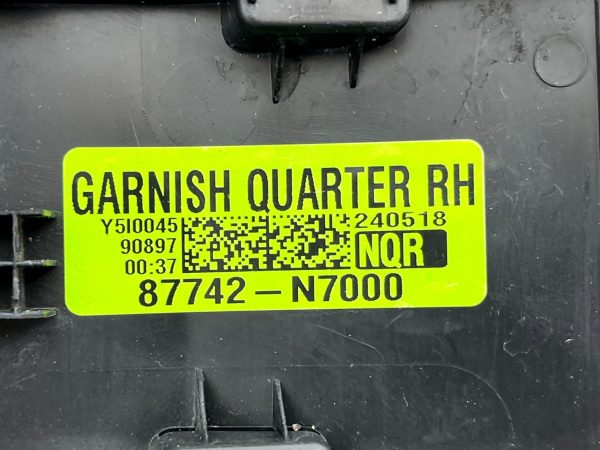 GARNISH QUARTER RH
Y5I0045 240518
90897 NQR
00:37
87742-N7000